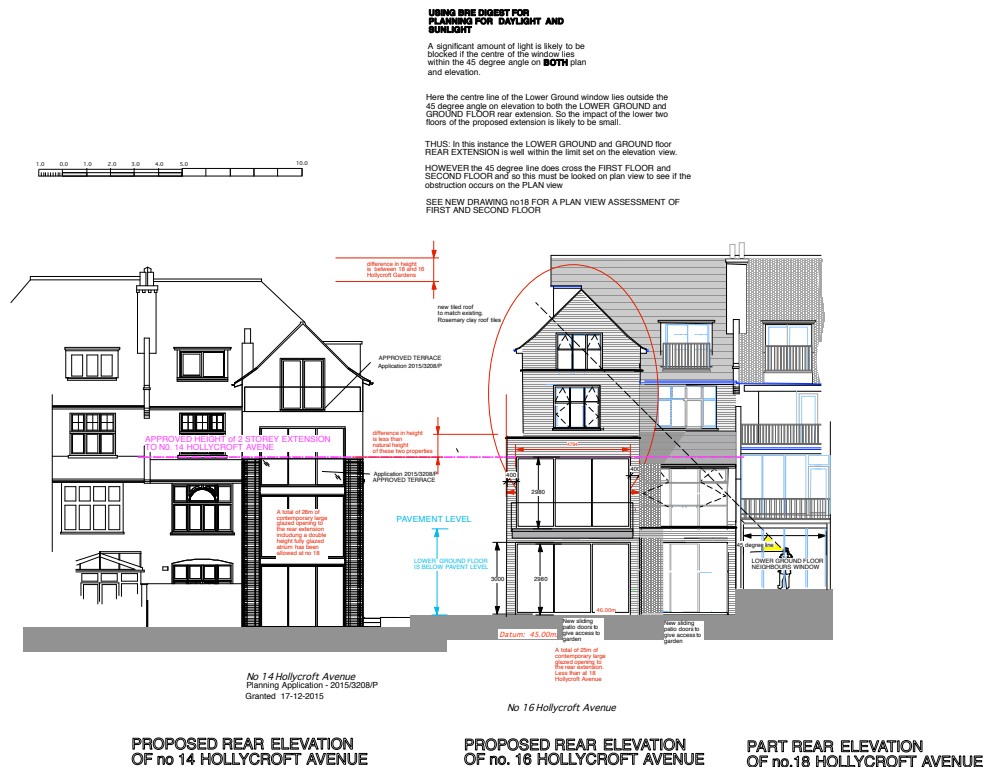 USING BRE DIGEST FOR
PLANNING FOR DAYLIGHT AND
SUNLIGHT
A significant amount of light is likely to be
blocked if the centre of the window lies
within the 45 degree angle on BOTH plan
and elevation.
Here the centre line of the Lower Ground window lies outside the
45 degree angle on elevation to both the LOWER GROUND and
GROUND FLOOR rear extension. So the impact of the lower two
floors of the proposed extension is likely to be small.
THUS: In this instance the LOWER GROUND and GROUND floor
REAR EXTENSION is well within the limit set on the elevation view.
HOWEVER the 45 degree line does cross the FIRST FLOOR and
SECOND FLOOR and so this must be looked on plan view to see if the
obstruction occurs on the PLAN view
SEE NEW DRAWING no18 FOR A PLAN VIEW ASSESSMENT OF
FIRST AND SECOND FLOOR
1.0 0.0 1.0 2.0 3.0 4.0 5.0 10.0
difference in height
is between 18 and 16
Hollycroft Gardens
new tiled roof
to match existing.
Rosemary clay roof tiles
APPROVED TERRACE
Application 2015/3208/P
difference in height
is less than
natural height
of these two properties
APPROVED HEIGHT of 2 STOREY EXTENSION
TO N0. 14 HOLLYCROFT AVENE
Application 2015/3208/P
APPROVED TERRACE
4794
400
400
2980
A total of 26m of
contemporary large
glazed opening to
the rear extension
includung a double
height fully glazed
atrium has been
allowed at no 18
PAVEMENT LEVEL
LOWER GROUND FLOOR
IS BELOW PAVENT LEVEL
3000
2960
45 degree line
LOWER GROUND FLOOR
NEIGHBOURS WINDOW
46.00m
Datum: 45.00m
New sliding
patio doors to
give access to
garden
New sliding
patio doors to
give access to
garden
A total of 25m of
contemporary large
glazed opening to
the rear extension.
Less than at 18
Hollycroft Avenue
No 14 Hollycroft Avenue
Planning Application - 2015/3208/P
Granted 17-12-2015
No 16 Hollycroft Avenue
PROPOSED REAR ELEVATION
OF no 14 HOLLYCROFT AVENUE
PROPOSED REAR ELEVATION
OF no. 16 HOLLYCROFT AVENUE
PART REAR ELEVATION
OF no.18 HOLLYCROFT AVENUE